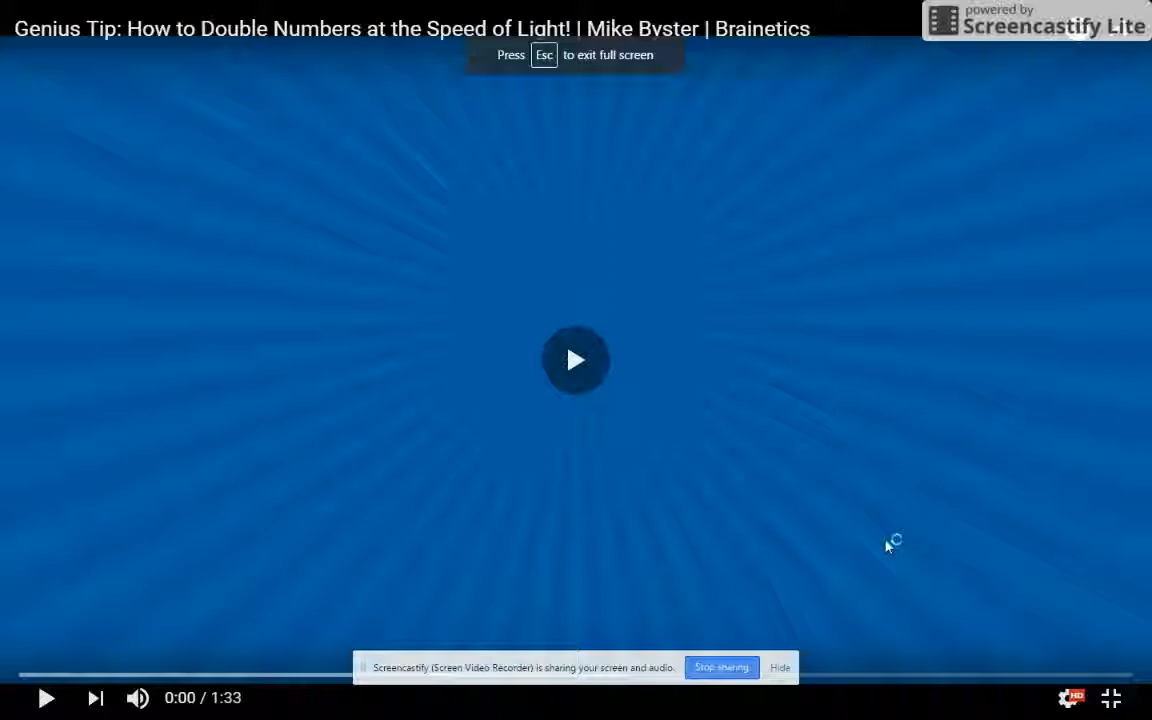 Genius Tip: How to Double Numbers at the Speed of Light! | Mike Byster | Brainetics
powered by
Screencastify Lite
Press Esc to exit full screen
Screencastify (Screen Video Recorder) is sharing your screen and audio.
Stop sharing
Hide
0:00 / 1:33
HD